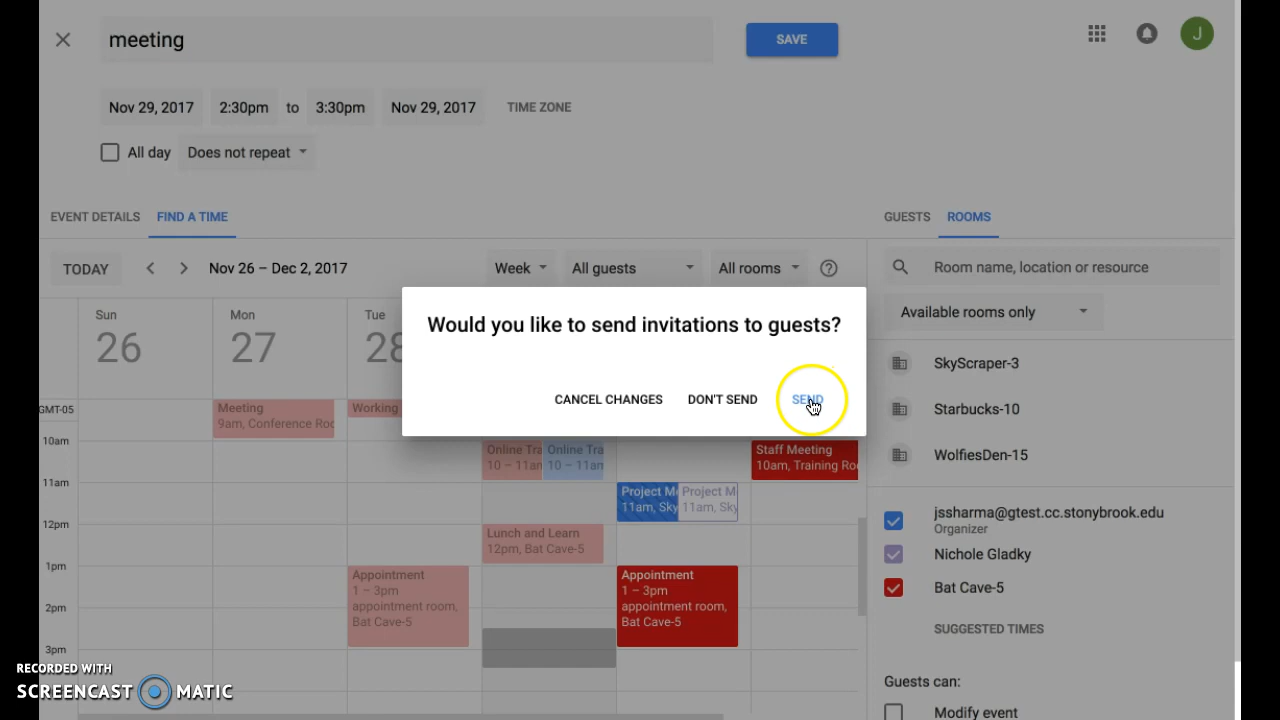 meeting
SAVE
J
Nov 29, 2017 2:30pm to 3:30pm Nov 29, 2017 TIME ZONE
All day Does not repeat
EVENT DETAILS FIND A TIME
GUESTS ROOMS
TODAY Nov 26 – Dec 2, 2017 Week All guests All rooms
Room name, location or resource
Available rooms only
Would you like to send invitations to guests?
CANCEL CHANGES DON'T SEND SEND
Sun Mon Tue
26 27 28
GMT-05
10am
11am
12pm
1pm
2pm
3pm
Meeting
9am, Conference Roo
Working
Online Tra
10 – 11am
Online Tra
10 – 11am
Staff Meeting
10am, Training Ro
Project M
11am, Sky
Project M
11am, Sky
Lunch and Learn
12pm, Bat Cave-5
Appointment
1 – 3pm
appointment room,
Bat Cave-5
Appointment
1 – 3pm
appointment room,
Bat Cave-5
SkyScraper-3
Starbucks-10
WolfiesDen-15
jssharma@gtest.cc.stonybrook.edu
Organizer
Nichole Gladky
Bat Cave-5
SUGGESTED TIMES
Guests can:
Modify event
RECORDED WITH
SCREENCAST MATIC